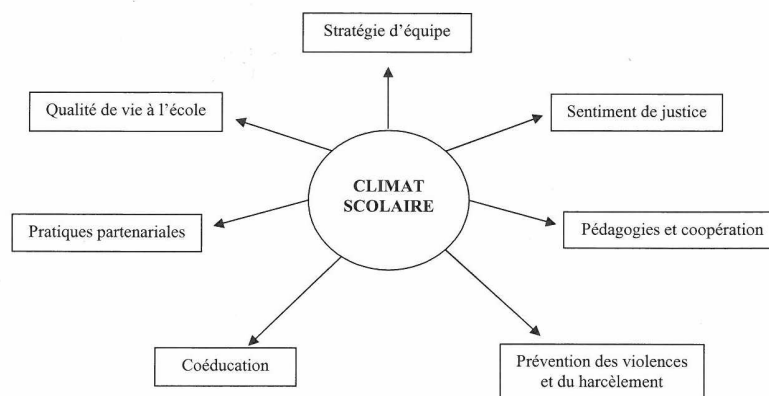 Stratégie d'équipe
Qualité de vie à l'école
Sentiment de justice
CLIMAT
SCOLAIRE
Pratiques partenariales
Pédagogies et coopération
Coéducation
Prévention des violences
et du harcèlement